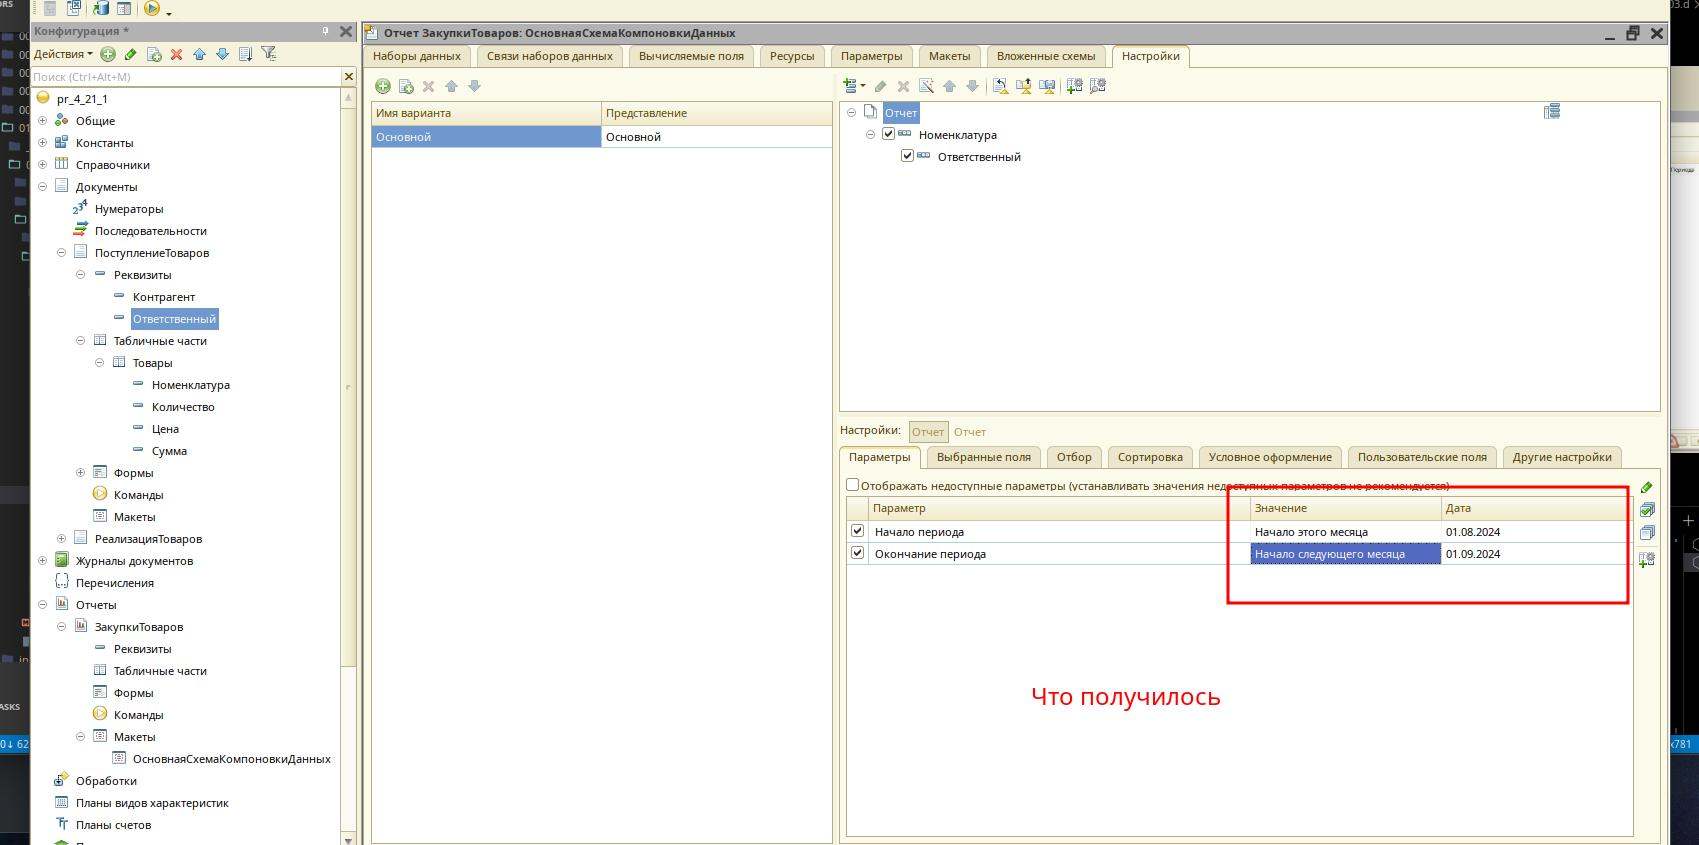 Конфигурация *
Действия
Поиск (Ctrl+Alt+M)
pr_4_21_1
Общие
Константы
Справочники
Документы
Нумераторы
Последовательности
ПоступлениеТоваров
Реквизиты
Контрагент
Ответственный
Табличные части
Товары
Номенклатура
Количество
Цена
Сумма
Формы
Команды
Макеты
РеализацияТоваров
Журналы документов
Перечисления
Отчеты
ЗакупкиТоваров
Реквизиты
Табличные части
Формы
Команды
Макеты
ОсновнаяСхемаКомпоновкиДанных
Обработки
Планы видов характеристик
Планы счетов
Отчет ЗакупкиТоваров: ОсновнаяСхемаКомпоновкиДанных
Наборы данных Связи наборов данных Вычисляемые поля Ресурсы Параметры Макеты Вложенные схемы Настройки
Имя варианта Представление
Основной Основной
Отчет
Номенклатура
Ответственный
Настройки: Отчет Отчет
Параметры Выбранные поля Отбор Сортировка Условное оформление Пользовательские поля Другие настройки
Отображать недоступные параметры (устанавливать значения недоступных параметров не рекомендуется)
Параметр Значение Дата
Начало периода Начало этого месяца 01.08.2024
Окончание периода Начало следующего месяца 01.09.2024
Что получилось